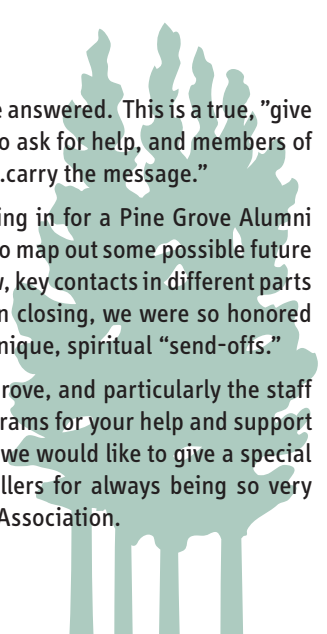 answered. This is a true, ”give
o ask for help, and members of
.carry the message.”
ing in for a Pine Grove Alumni
o map out some possible future
, key contacts in different parts
n closing, we were so honored
nique, spiritual “send-offs.”
rove, and particularly the staff
rams for your help and support
we would like to give a special
llers for always being so very
Association.